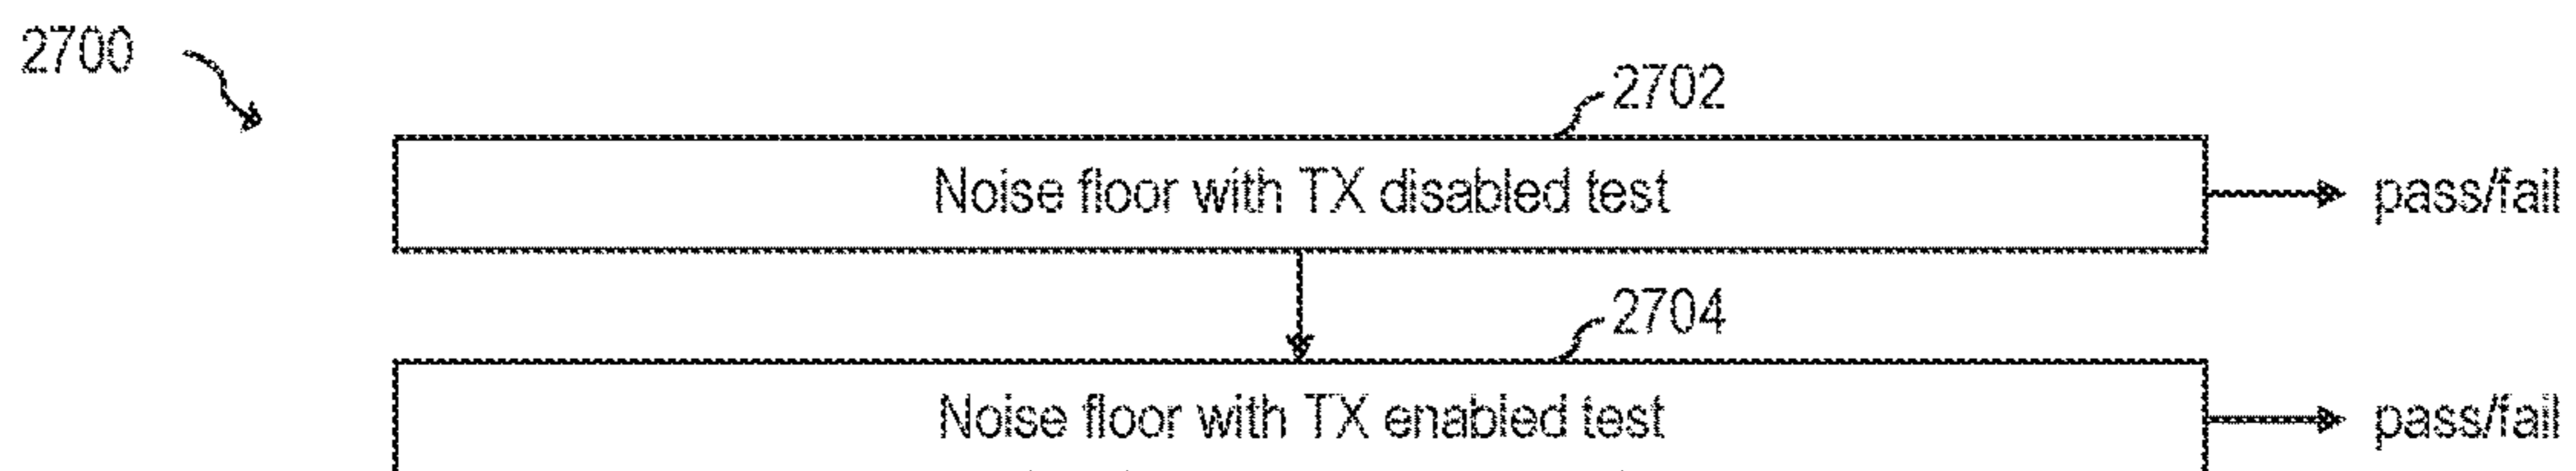 2700
2702
Noise floor with TX disabled test
pass/fail
2704
Noise floor with TX enabled test
pass/fail